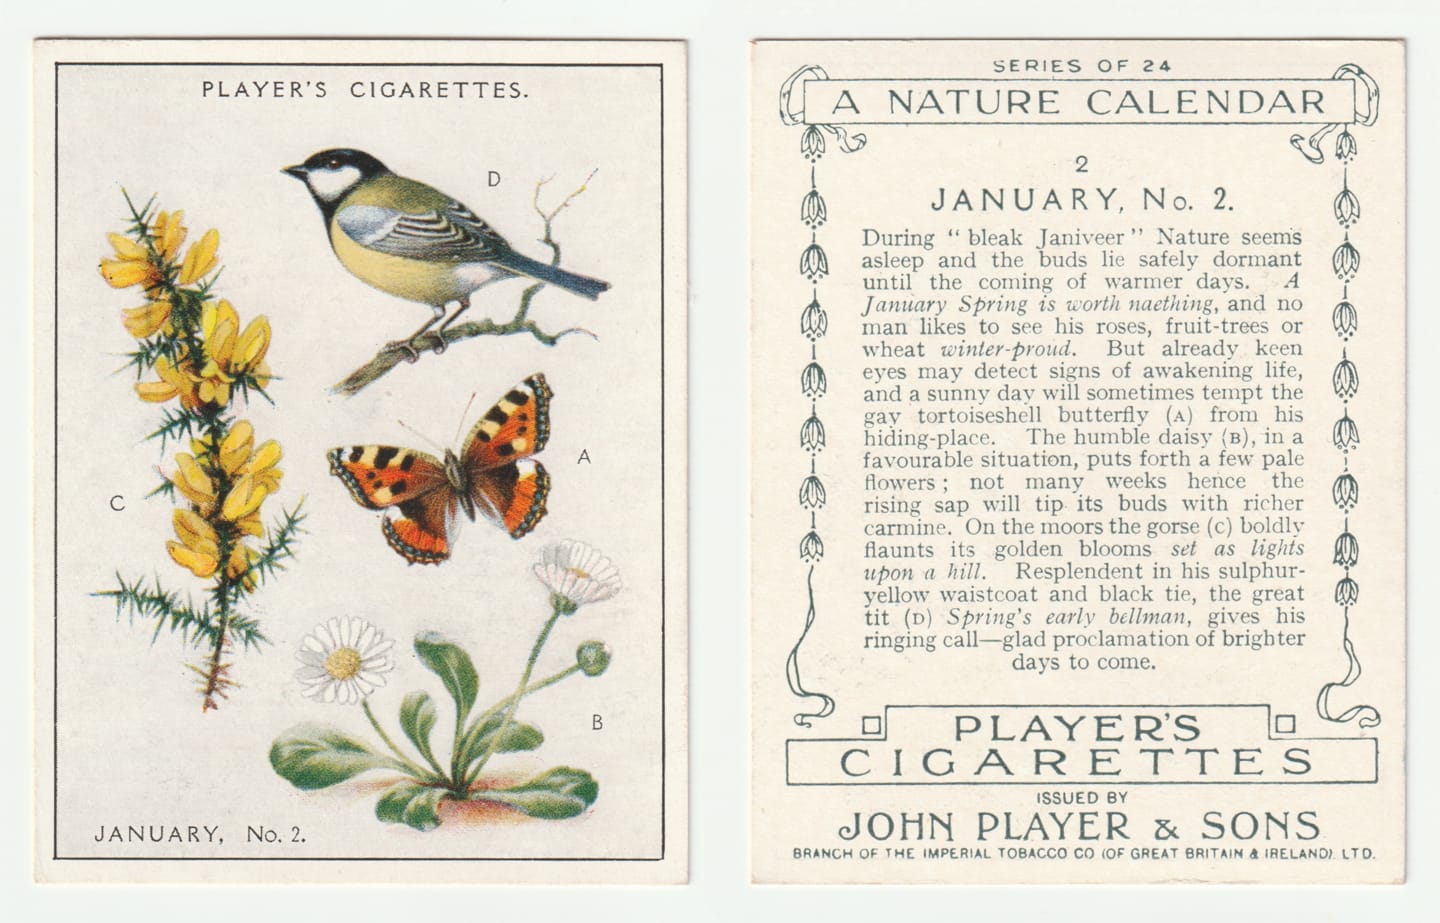 PLAYER'S CIGARETTES.
D
A
C
B
JANUARY, No. 2.
SERIES OF 24
A NATURE CALENDAR
2
JANUARY, No. 2.
During “ bleak Janiveer ” Nature seems
asleep and the buds lie safely dormant
until the coming of warmer days. A
January Spring is worth naething, and no
man likes to see his roses, fruit-trees or
wheat winter-proud. But already keen
eyes may detect signs of awakening life,
and a sunny day will sometimes tempt the
gay tortoiseshell butterfly (A) from his
hiding-place. The humble daisy (B), in a
favourable situation, puts forth a few pale
flowers ; not many weeks hence the
rising sap will tip its buds with richer
carmine. On the moors the gorse (C) boldly
flaunts its golden blooms set as lights
upon a hill. Resplendent in his sulphur-
yellow waistcoat and black tie, the great
tit (D) Spring's early bellman, gives his
ringing call—glad proclamation of brighter
days to come.
PLAYER'S
CIGARETTES
ISSUED BY
JOHN PLAYER & SONS
BRANCH OF THE IMPERIAL TOBACCO CO (OF GREAT BRITAIN & IRELAND). LTD.